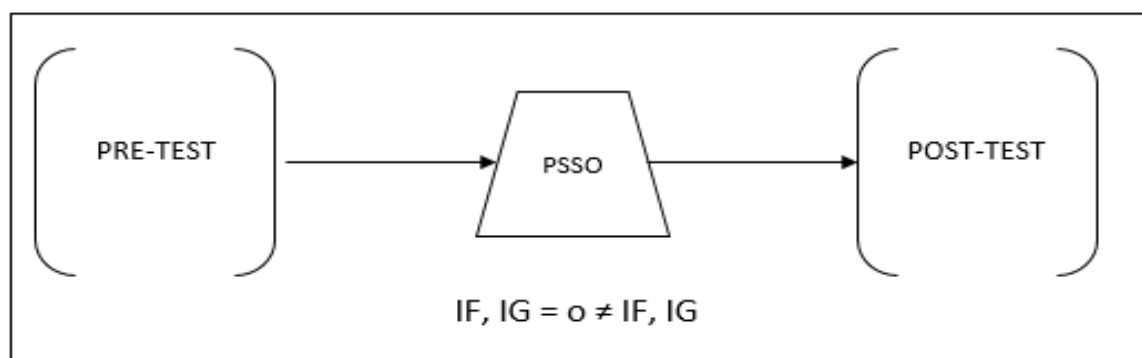 PRE-TEST
PSSO
POST-TEST
IF, IG = o ≠ IF, IG